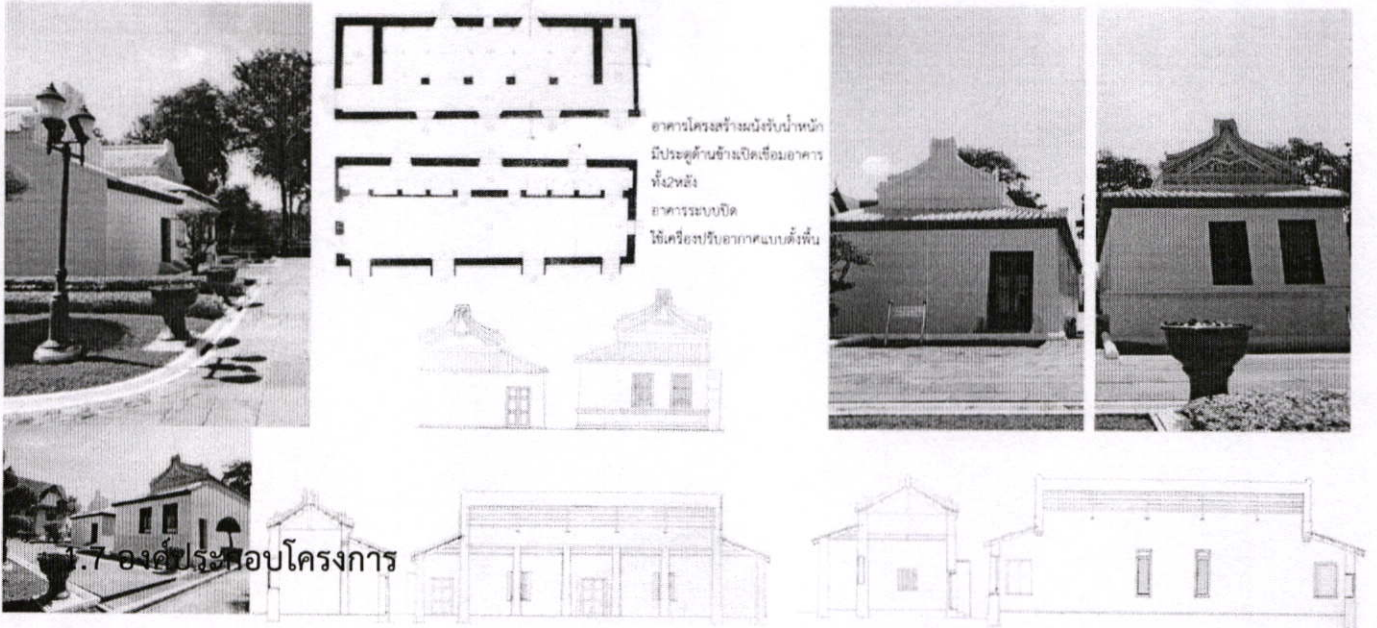 อาคารโครงสร้างผนังรับน้ำหนัก
มีประตูด้านข้างเปิดเชื่อมอาคาร
ทั้ง2หลัง
อาคารระบบปิด
ใช้เครื่องปรับอากาศแบบตั้งพื้น
1.7 องค์ประกอบโครงการ